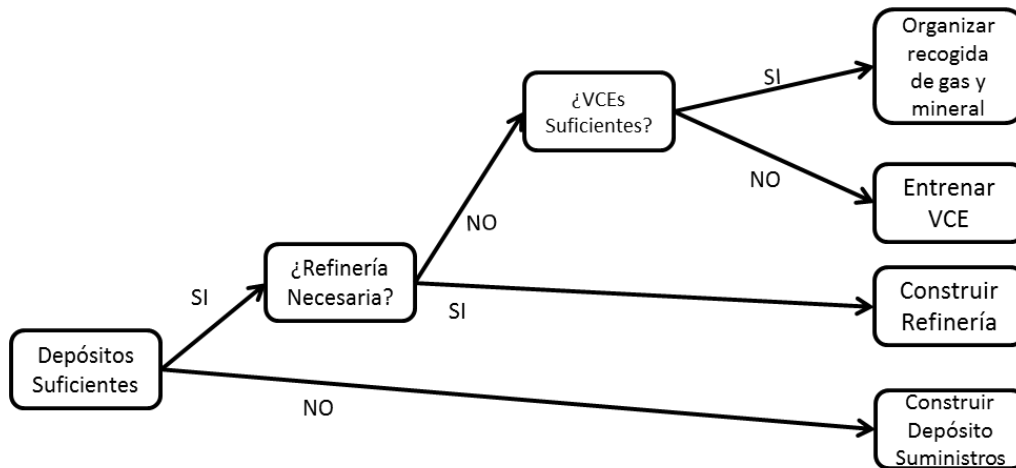 Organizar
recogida
de gas y
mineral
SI
¿VCEs
Suficientes?
NO
Entrenar
VCE
NO
¿Refinería
Necesaria?
SI
SI
Construir
Refinería
Depósitos
Suficientes
NO
Construir
Depósito
Suministros